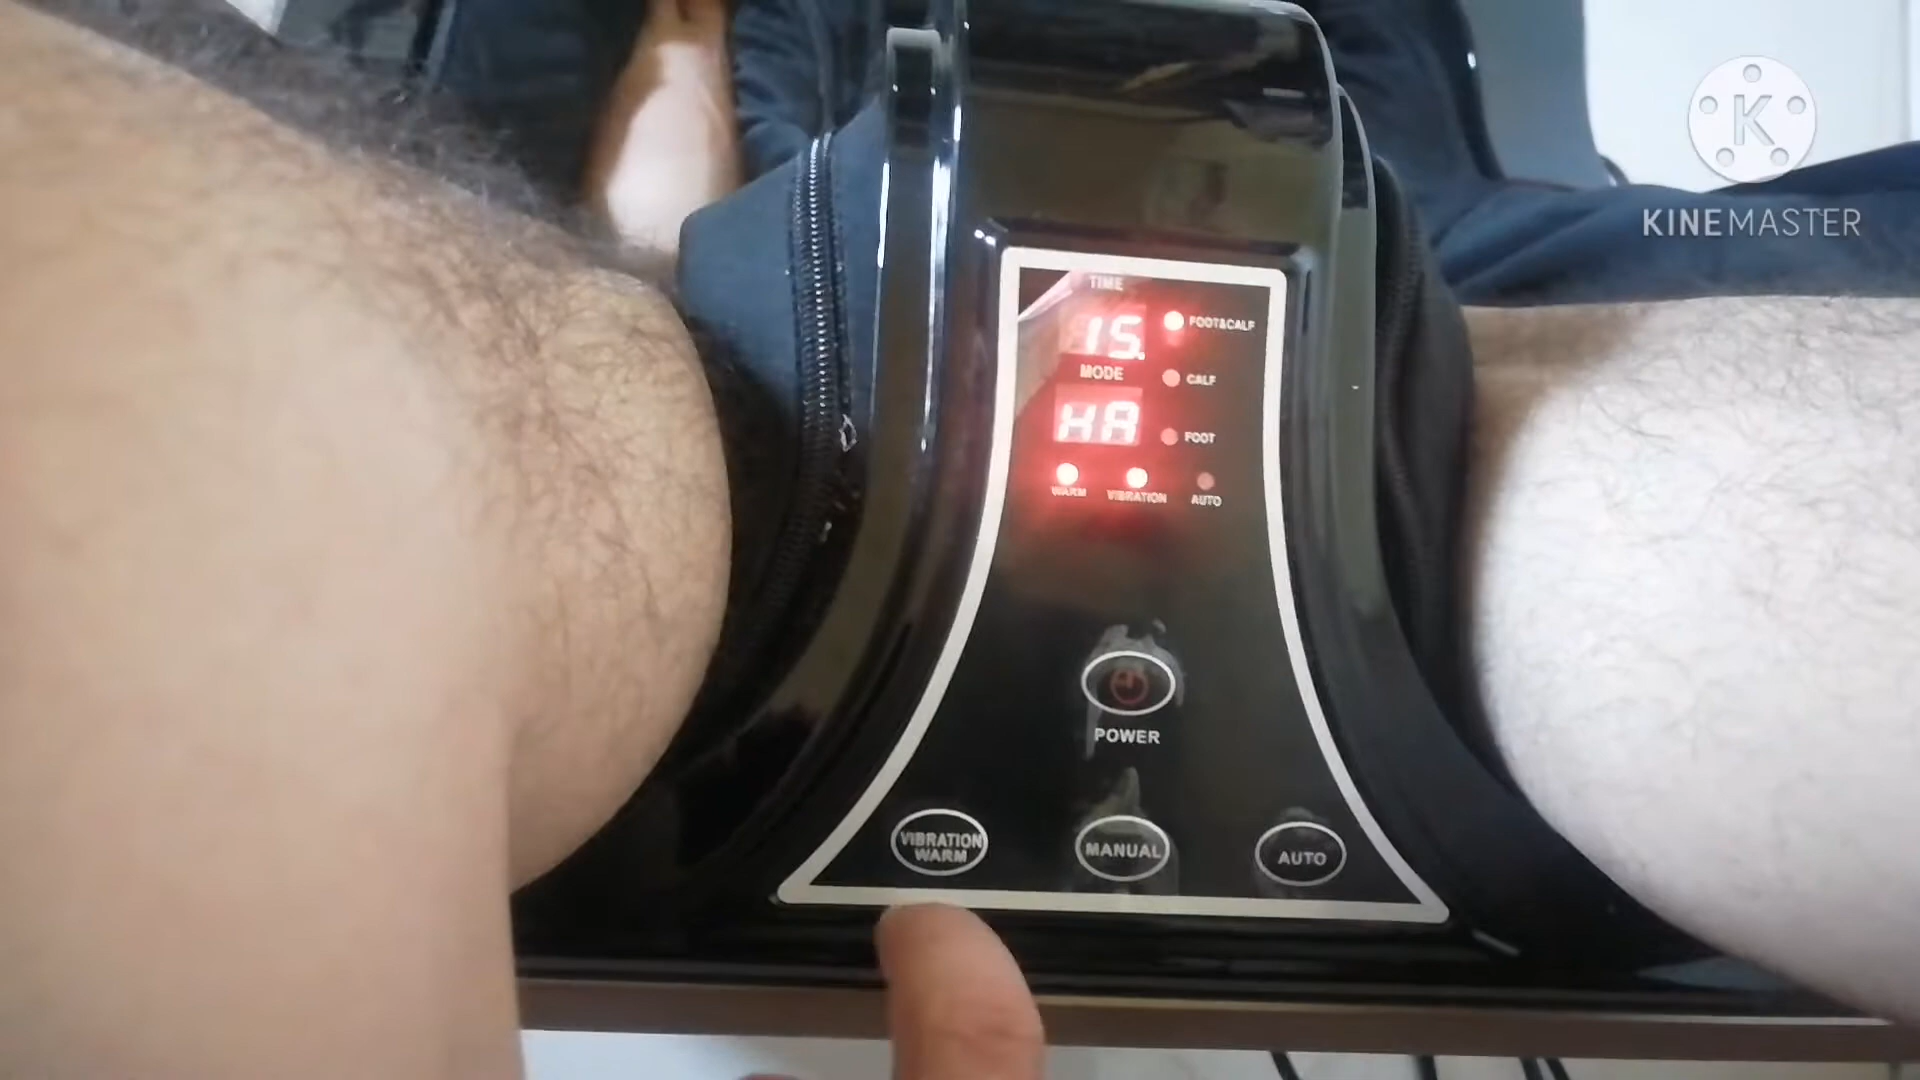 K
KINEMASTER
TIME
15.
FOOT&CALF
MODE
CALF
HA
FOOT
WARM VIBRATION AUTO
POWER
VIBRATION
WARM
MANUAL
AUTO